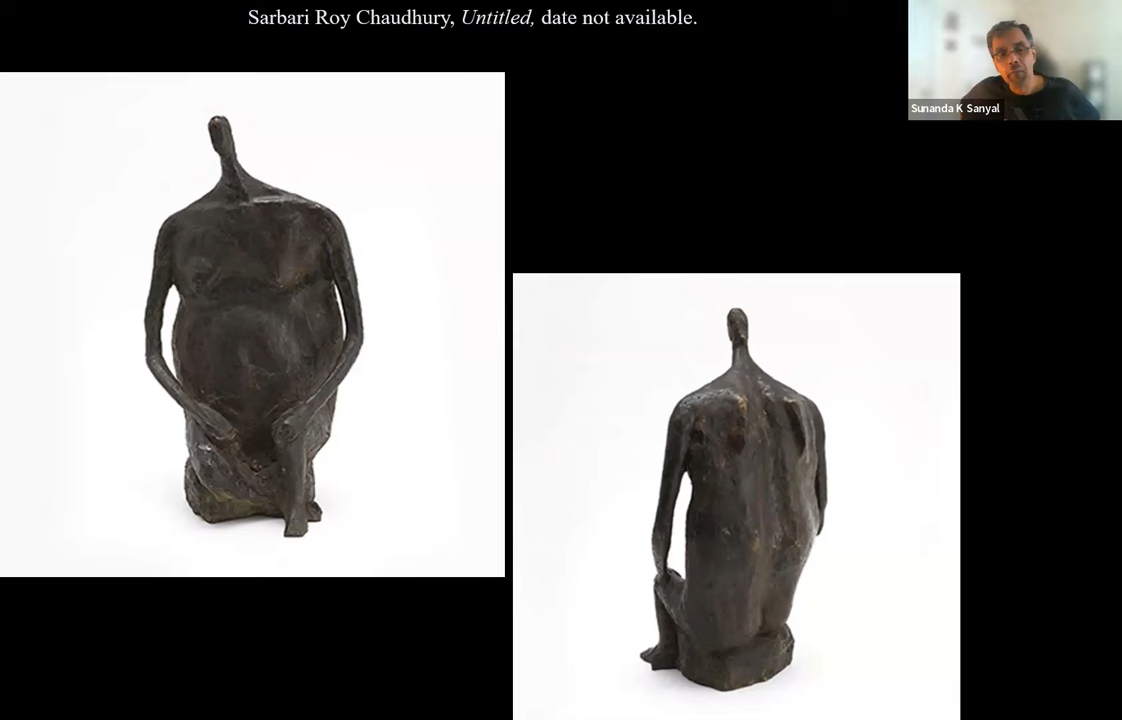 Sarbari Roy Chaudhury, Untitled, date not available.
Sunanda K Sanyal